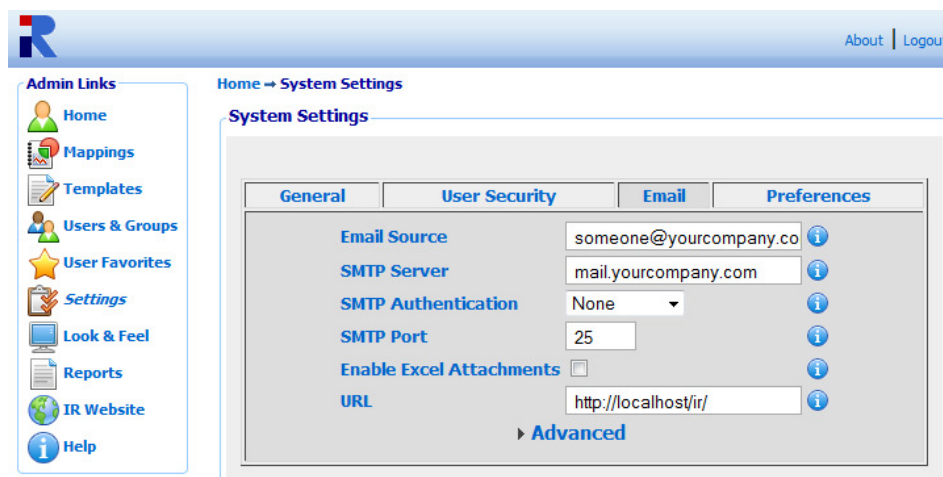 iR
About | Logou
Admin Links
Home
Mappings
Templates
Users & Groups
User Favorites
Settings
Look & Feel
Reports
IR Website
Help
Home → System Settings
System Settings
General User Security Email Preferences
Email Source someone@yourcompany.co
SMTP Server mail.yourcompany.com
SMTP Authentication None
SMTP Port 25
Enable Excel Attachments
URL http://localhost/ir/
Advanced